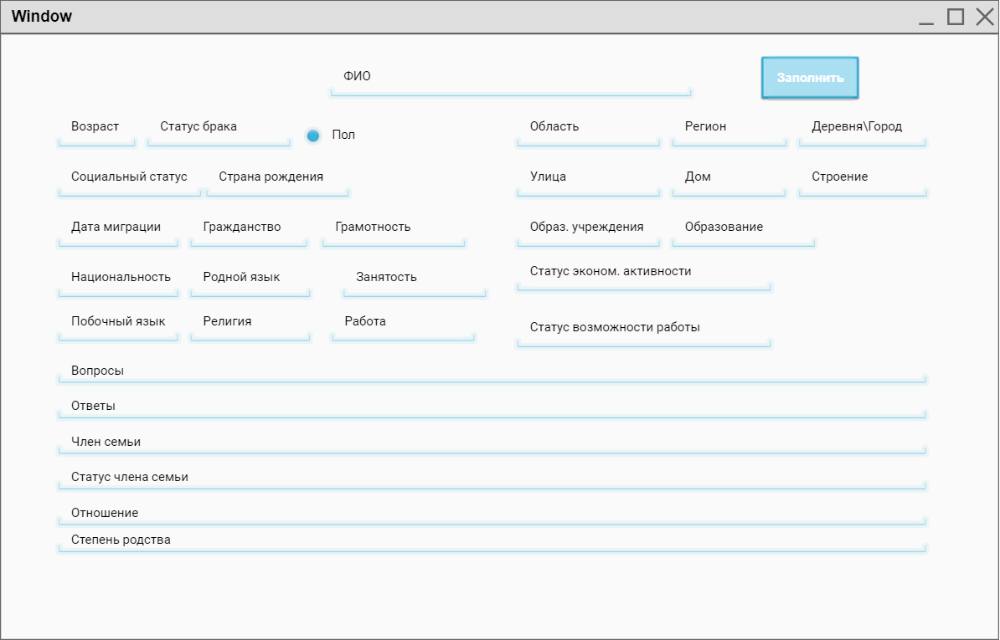 Window
ФИО
Заполнить
Возраст Статус брака Пол Область Регион Деревня\Город
Социальный статус Страна рождения Улица Дом Строение
Дата миграции Гражданство Грамотность Образ. учреждения Образование
Национальность Родной язык Занятость Статус эконом. активности
Побочный язык Религия Работа Статус возможности работы
Вопросы
Ответы
Член семьи
Статус члена семьи
Отношение
Степень родства